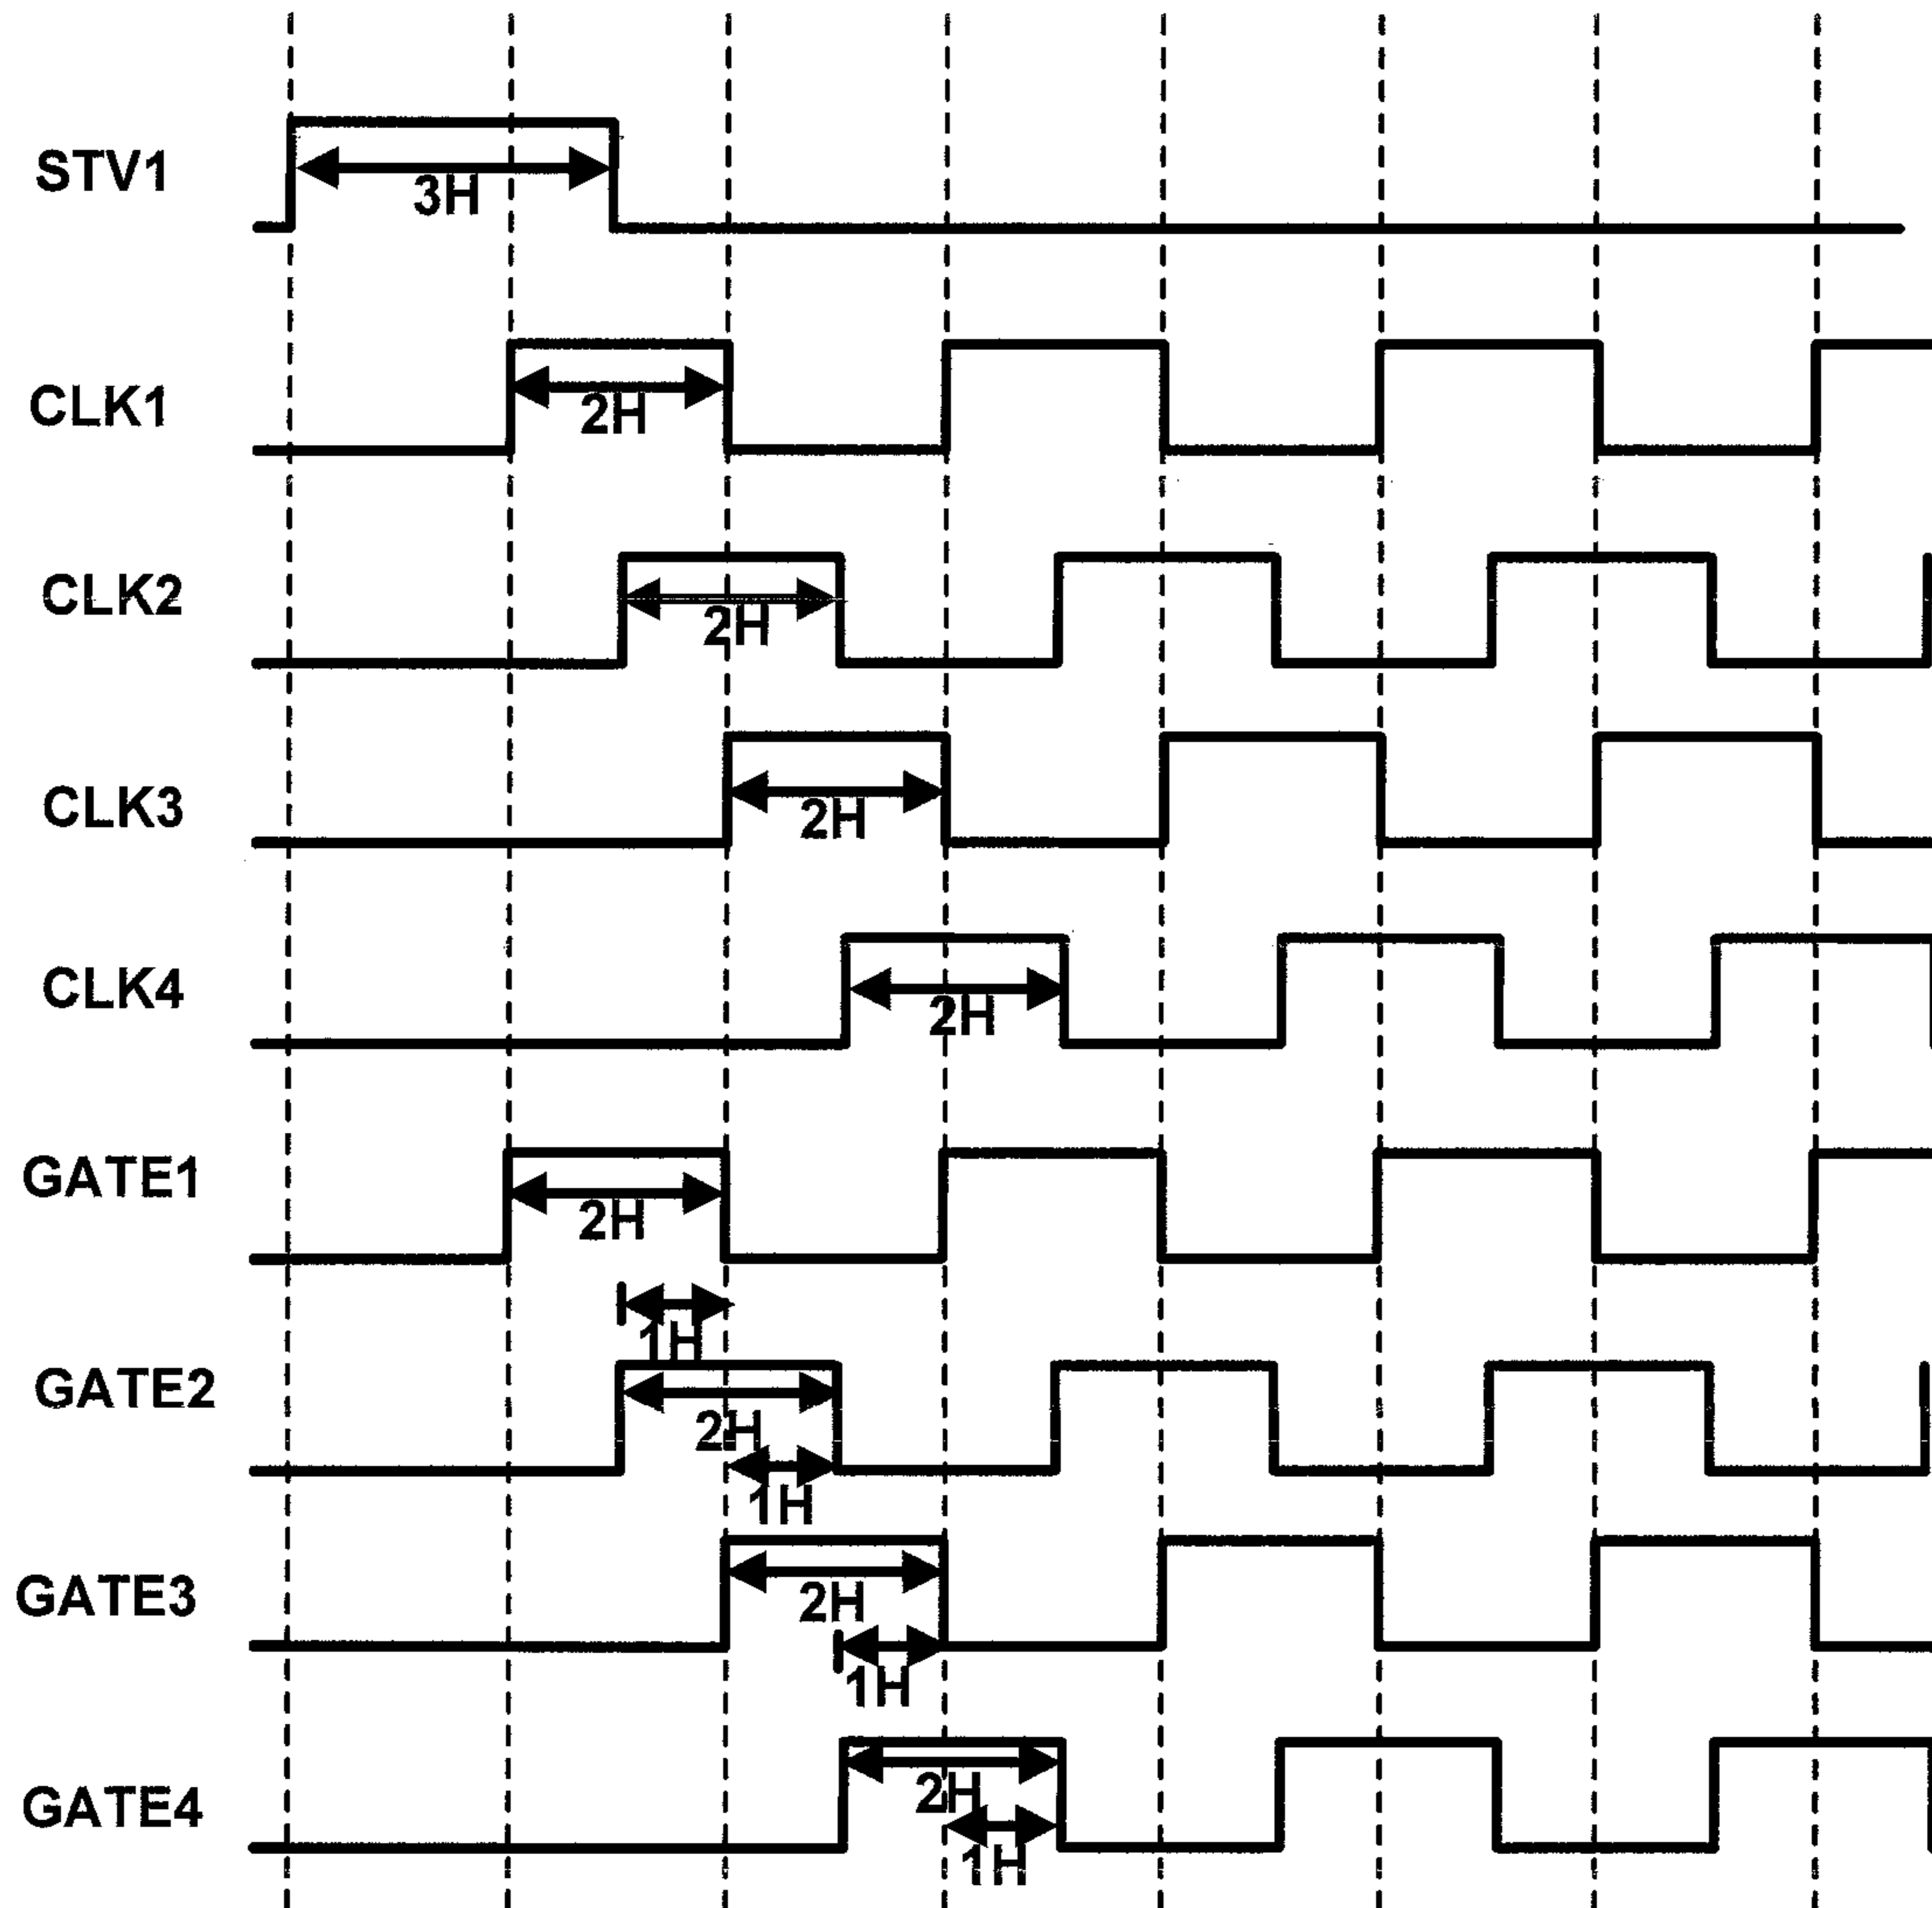 STV1
3H
CLK1
2H
CLK2
2H
CLK3
2H
CLK4
2H
GATE1
2H
1H
GATE2
2H
1H
GATE3
2H
1H
GATE4
2H
1H